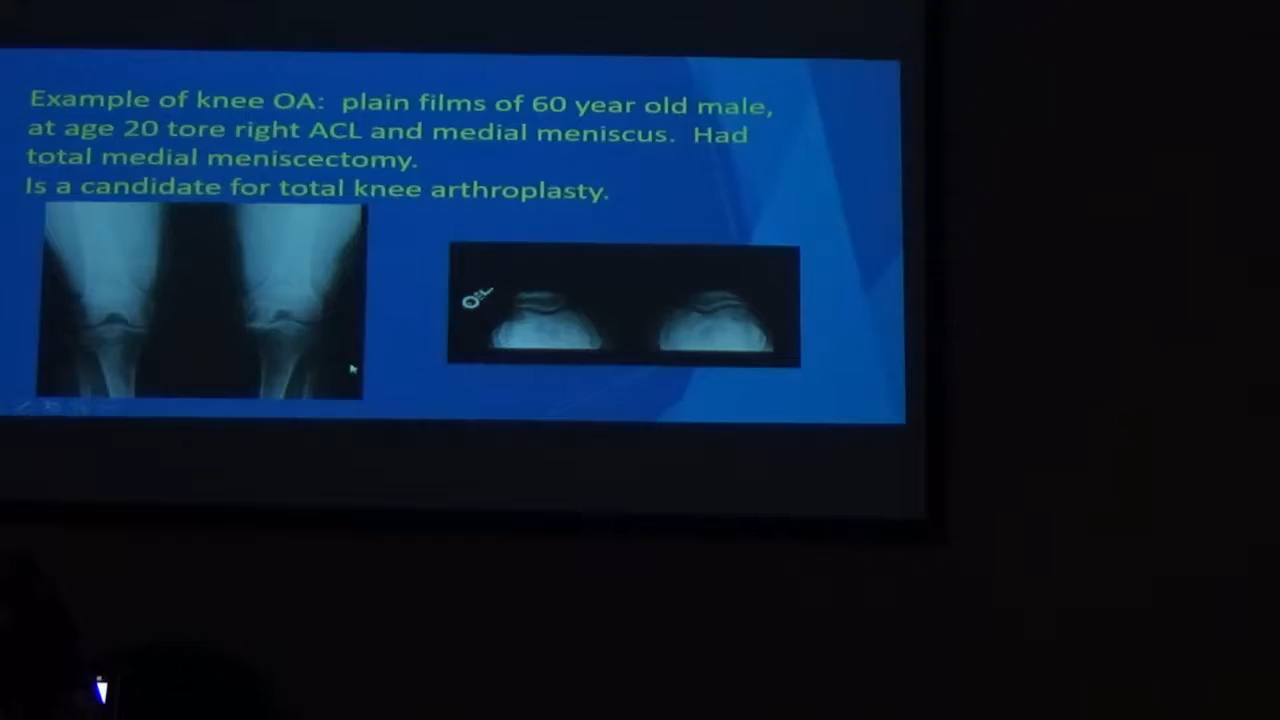 Example of knee OA: plain films of 60 year old male,
at age 20 tore right ACL and medial meniscus. Had
total medial meniscectomy.
Is a candidate for total knee arthroplasty.